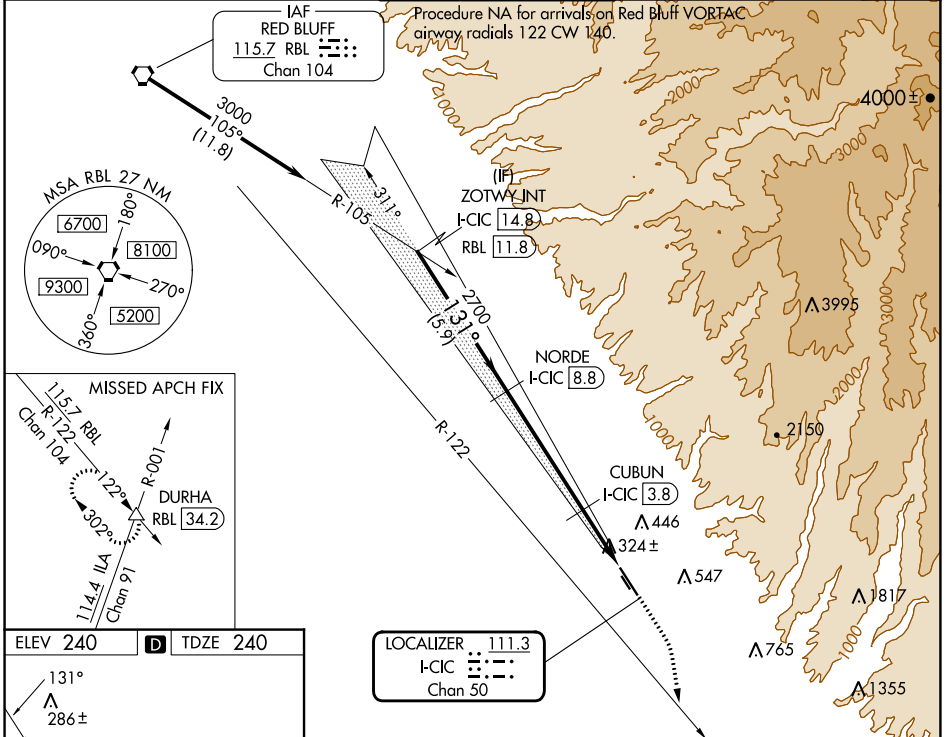 IAF
RED BLUFF
115.7 RBL
Chan 104
Procedure NA for arrivals on Red Bluff VORTAC
airway radials 122 CW 140.
3000
105°
(11.8)
2000
4000 ±
3000
MSA RBL 27 NM
180°
6700
8100
090°
9300
270°
5200
360°
R-105
311°
(IF)
ZOTWY INT
I-CIC 14.8
RBL 11.8
2700
131°
(5.9)
3995
NORDE
I-CIC 8.8
1000
2000
2150
R-122
CUBUN
I-CIC 3.8
446
324 ±
547
1817
1000
765
1355
MISSED APCH FIX
115.7 RBL
R-122
Chan 104
R-001
122°
302°
DURHA
RBL 34.2
114.4 ILA
Chan 91
LOCALIZER 111.3
I-CIC
Chan 50
ELEV 240
D
TDZE 240
131°
286 ±